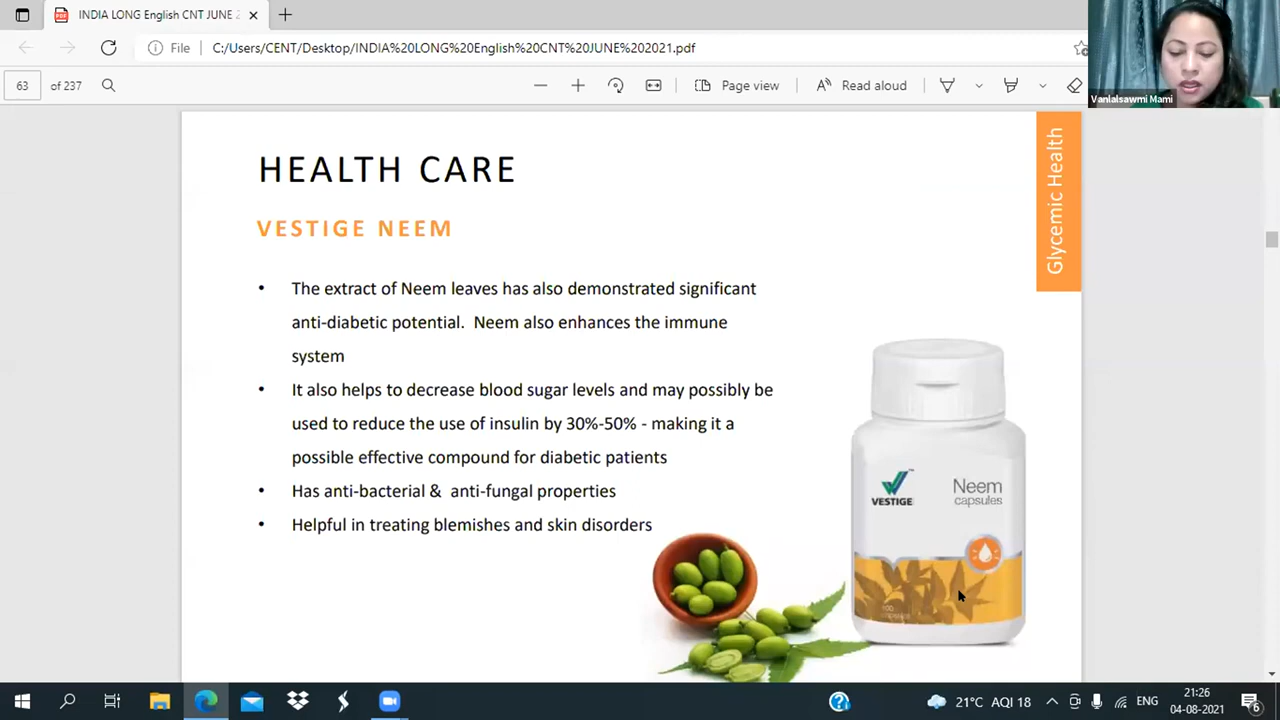 INDIA LONG English CNT JUNE 2
File
C:/Users/CENT/Desktop/INDIA%20LONG%20English%20CNT%20JUNE%202021.pdf
Vanlalsawmi Mami
63 of 237
Page view
Read aloud
Glycemic Health
HEALTH CARE
VESTIGE NEEM
• The extract of Neem leaves has also demonstrated significant
anti-diabetic potential. Neem also enhances the immune
system
• It also helps to decrease blood sugar levels and may possibly be
used to reduce the use of insulin by 30%-50% - making it a
possible effective compound for diabetic patients
• Has anti-bacterial & anti-fungal properties
• Helpful in treating blemishes and skin disorders
VESTIGE
Neem
capsules
21°C AQI 18
ENG
21:26
04-08-2021
6